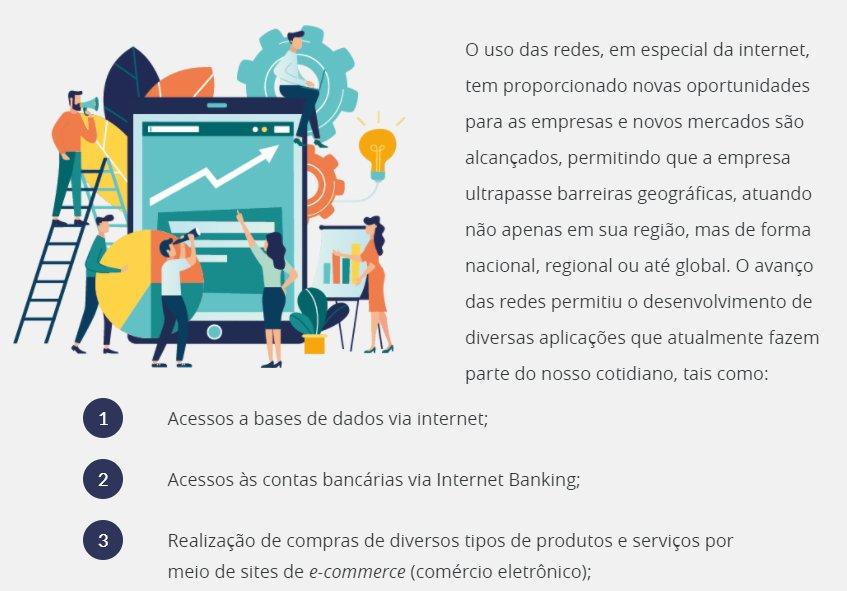 O uso das redes, em especial da internet,
tem proporcionado novas oportunidades
para as empresas e novos mercados são
alcançados, permitindo que a empresa
ultrapasse barreiras geográficas, atuando
não apenas em sua região, mas de forma
nacional, regional ou até global. O avanço
das redes permitiu o desenvolvimento de
diversas aplicações que atualmente fazem
parte do nosso cotidiano, tais como:
1 Acessos a bases de dados via internet;
2 Acessos às contas bancárias via Internet Banking;
3 Realização de compras de diversos tipos de produtos e serviços por
meio de sites de e-commerce (comércio eletrônico);